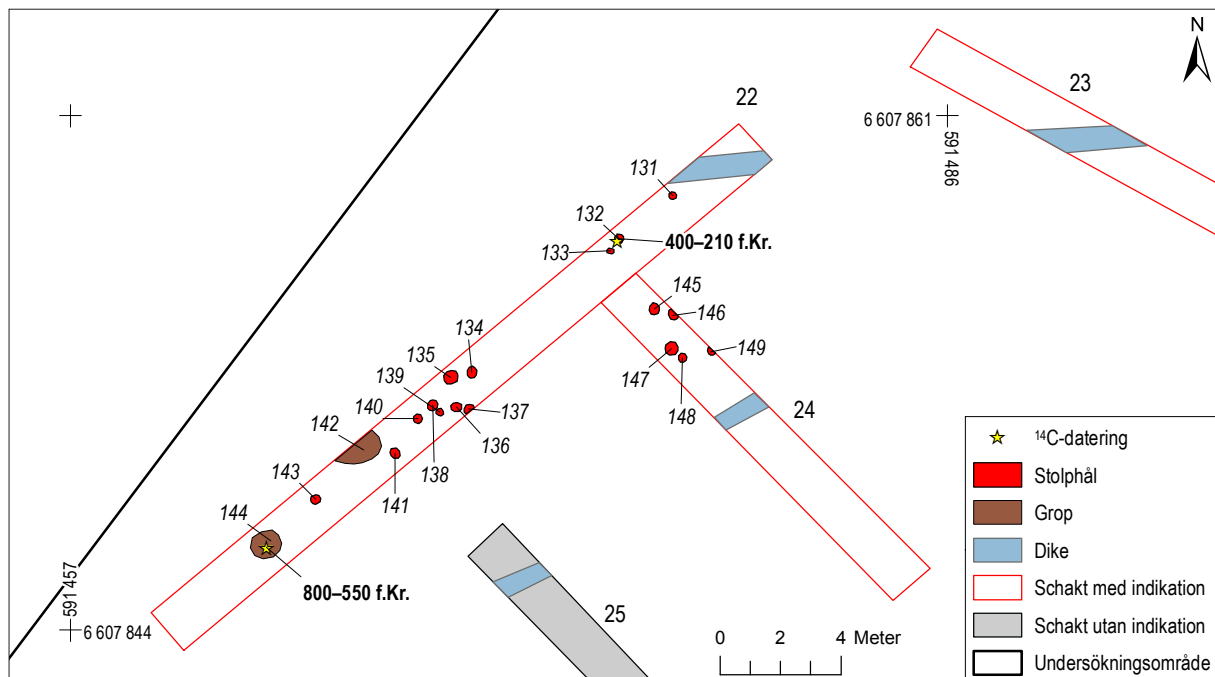 N
22
23
6 607 861
591 486
131
132
400–210 f.Kr.
133
145
146
134
149
135
147
139
148
140
137
24
142
136
138
143
141
144
800–550 f.Kr.
25
591 457
6 607 844
0 2 4 Meter
¹⁴C-datering
Stolphål
Grop
Dike
Schakt med indikation
Schakt utan indikation
Undersökningsområde